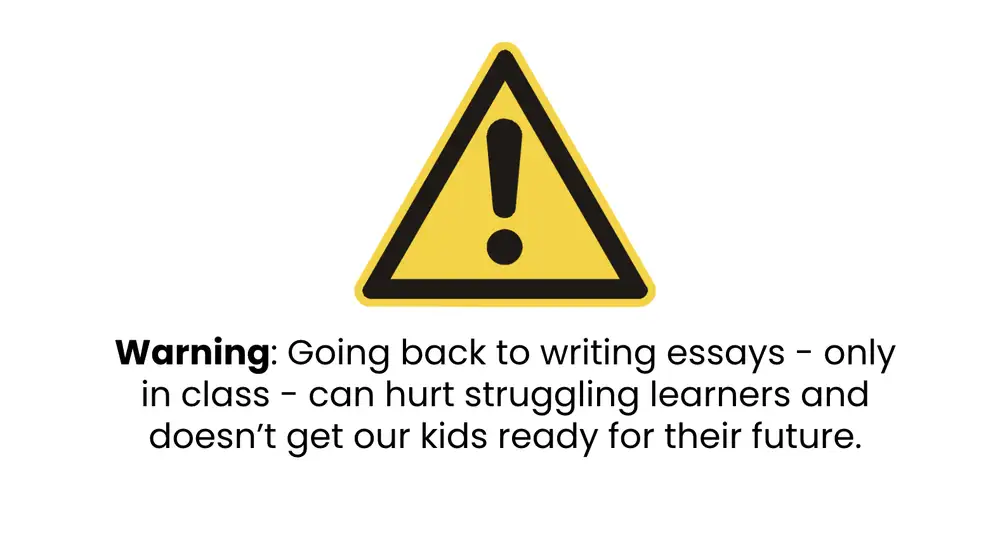 Warning: Going back to writing essays - only
in class - can hurt struggling learners and
doesn’t get our kids ready for their future.